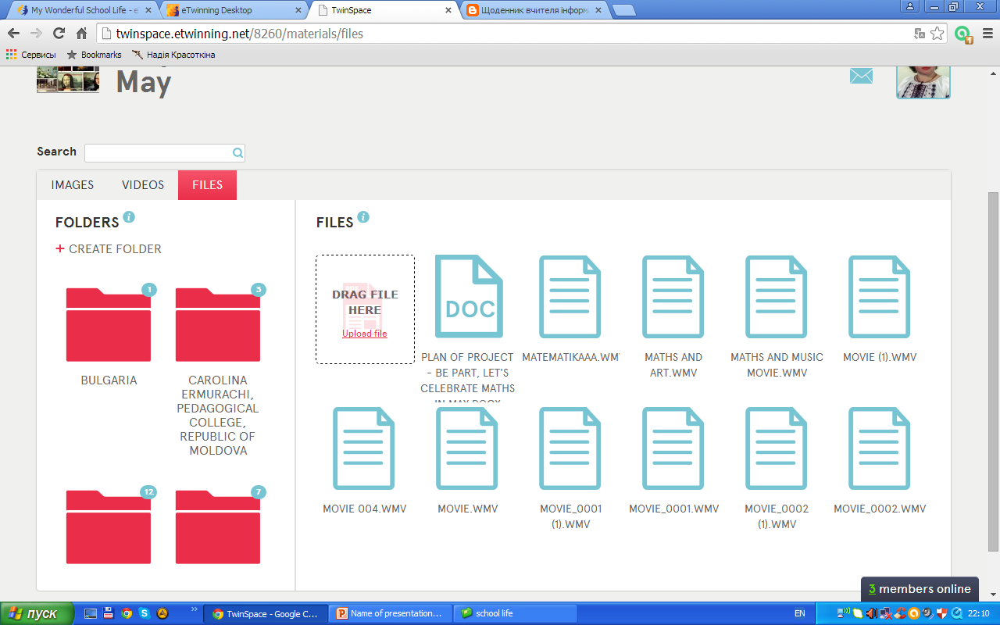 My Wonderful School Life - e
eTwinning Desktop
TwinSpace
Щоденник вчителя інформ
twinspace.etwinning.net/8260/materials/files
Сервисы
Bookmarks
Надія Красоткіна
May
Search
IMAGES
VIDEOS
FILES
FOLDERS
CREATE FOLDER
1
BULGARIA
3
CAROLINA
ERMURACHI,
PEDAGOGICAL
COLLEGE,
REPUBLIC OF
MOLDOVA
12
7
FILES
DRAG FILE
HERE
Upload file
DOC
PLAN OF PROJECT
- BE PART, LET'S
CELEBRATE MATHS
IN MAY.DOCX
MATEMATIKAAA.WMV
MATHS AND
ART.WMV
MATHS AND MUSIC
MOVIE.WMV
MOVIE (1).WMV
MOVIE 004.WMV
MOVIE.WMV
MOVIE_0001
(1).WMV
MOVIE_0001.WMV
MOVIE_0002
(1).WMV
MOVIE_0002.WMV
3 members online
пуск
TwinSpace - Google C...
Name of presentation...
school life
EN
22:10